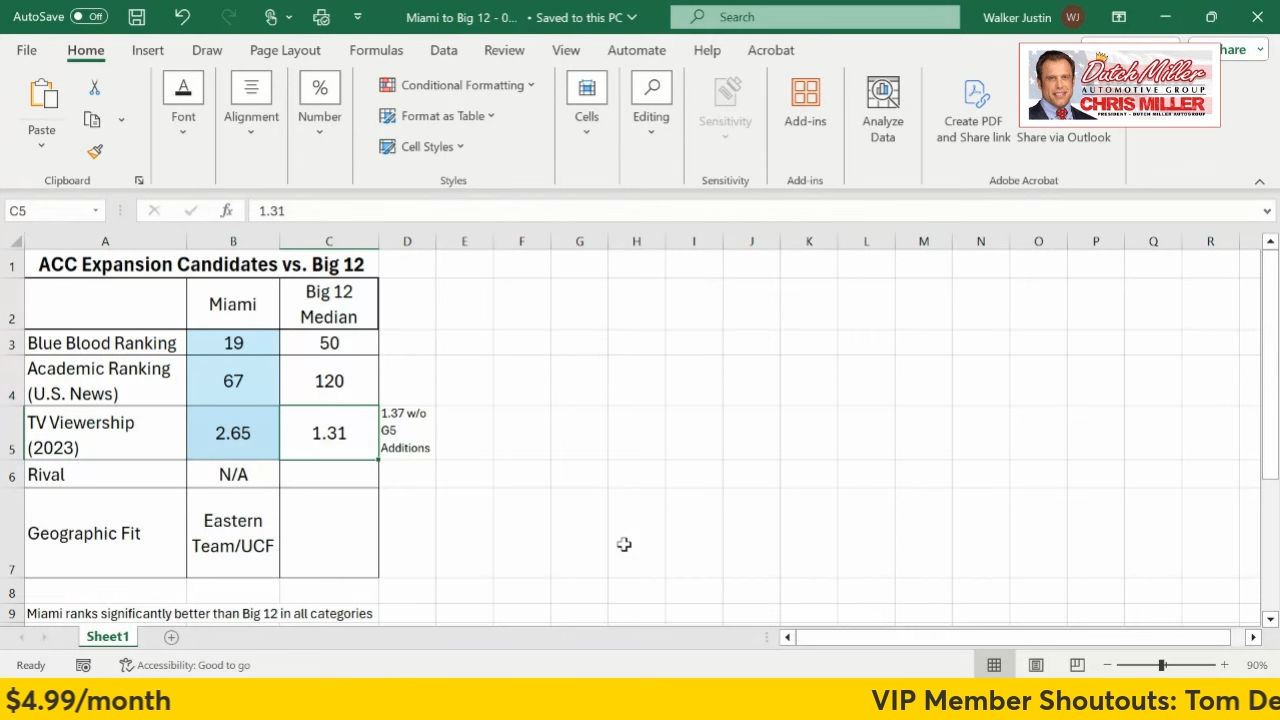 AutoSave Off
Miami to Big 12 - 0... • Saved to this PC
Search
Walker Justin WJ
File Home Insert Draw Page Layout Formulas Data Review View Automate Help Acrobat
hare
Paste
Clipboard
Font
Alignment
%
Number
Conditional Formatting
Format as Table
Cell Styles
Styles
Cells
Editing
Sensitivity
Sensitivity
Add-ins
Add-ins
Analyze
Data
Create PDF
and Share link
Share via Outlook
Adobe Acrobat
Dutch Miller
AUTOMOTIVE GROUP
CHRIS MILLER
PRESIDENT - DUTCH MILLER AUTOGROUP
C5 fx 1.31
A B C D E F G H I J K L M N O P Q R
1 ACC Expansion Candidates vs. Big 12
2 Miami Big 12
Median
3 Blue Blood Ranking 19 50
4 Academic Ranking
(U.S. News) 67 120
5 TV Viewership
(2023) 2.65 1.31
1.37 w/o
G5
Additions
6 Rival N/A
7 Geographic Fit Eastern
Team/UCF
8
9 Miami ranks significantly better than Big 12 in all categories
Sheet1
Ready Accessibility: Good to go 90%
$4.99/month VIP Member Shoutouts: Tom De